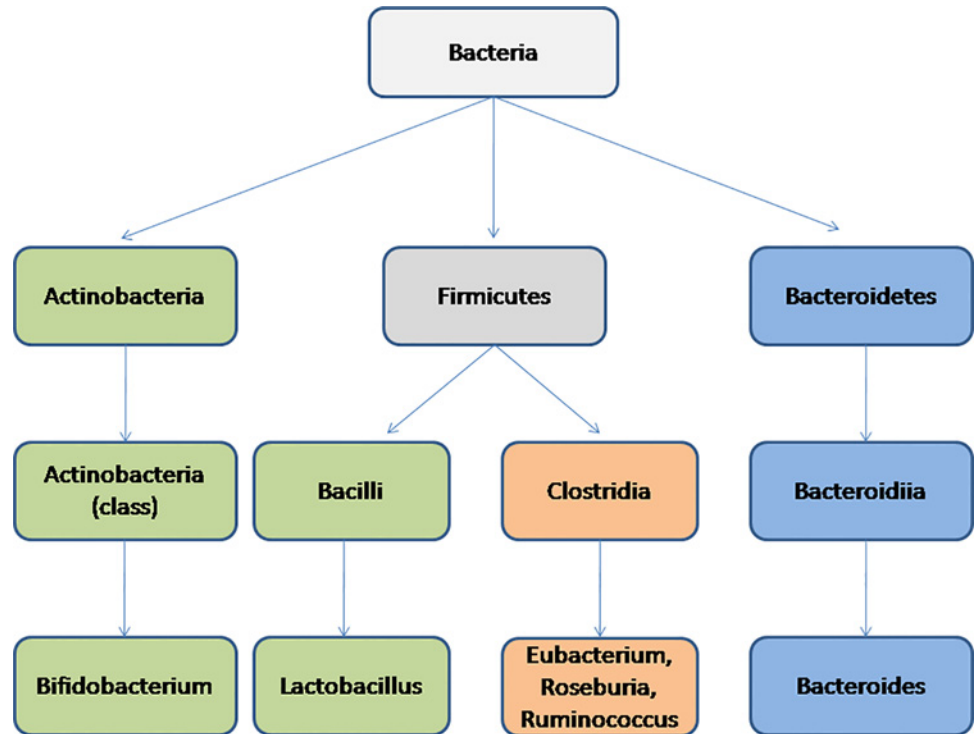 Bacteria
Actinobacteria
Firmicutes
Bacteroidetes
Actinobacteria
(class)
Bacilli
Clostridia
Bacteroidiia
Bifidobacterium
Lactobacillus
Eubacterium,
Roseburia,
Ruminococcus
Bacteroides